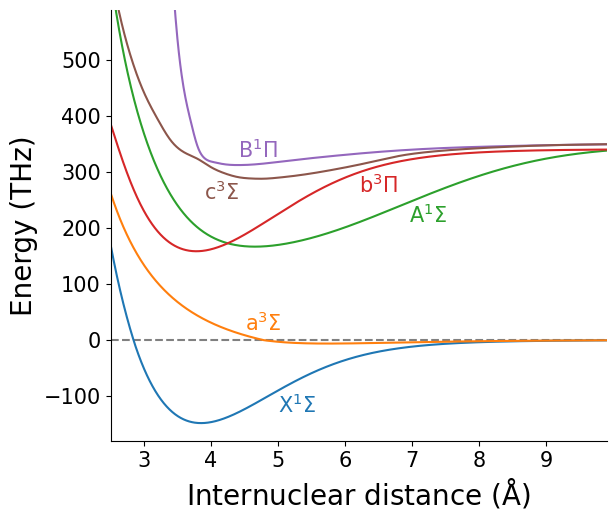 Energy (THz)
500
400
300
200
100
0
−100
B¹Π
c³Σ
b³Π
A¹Σ
a³Σ
X¹Σ
3 4 5 6 7 8 9
Internuclear distance (Å)